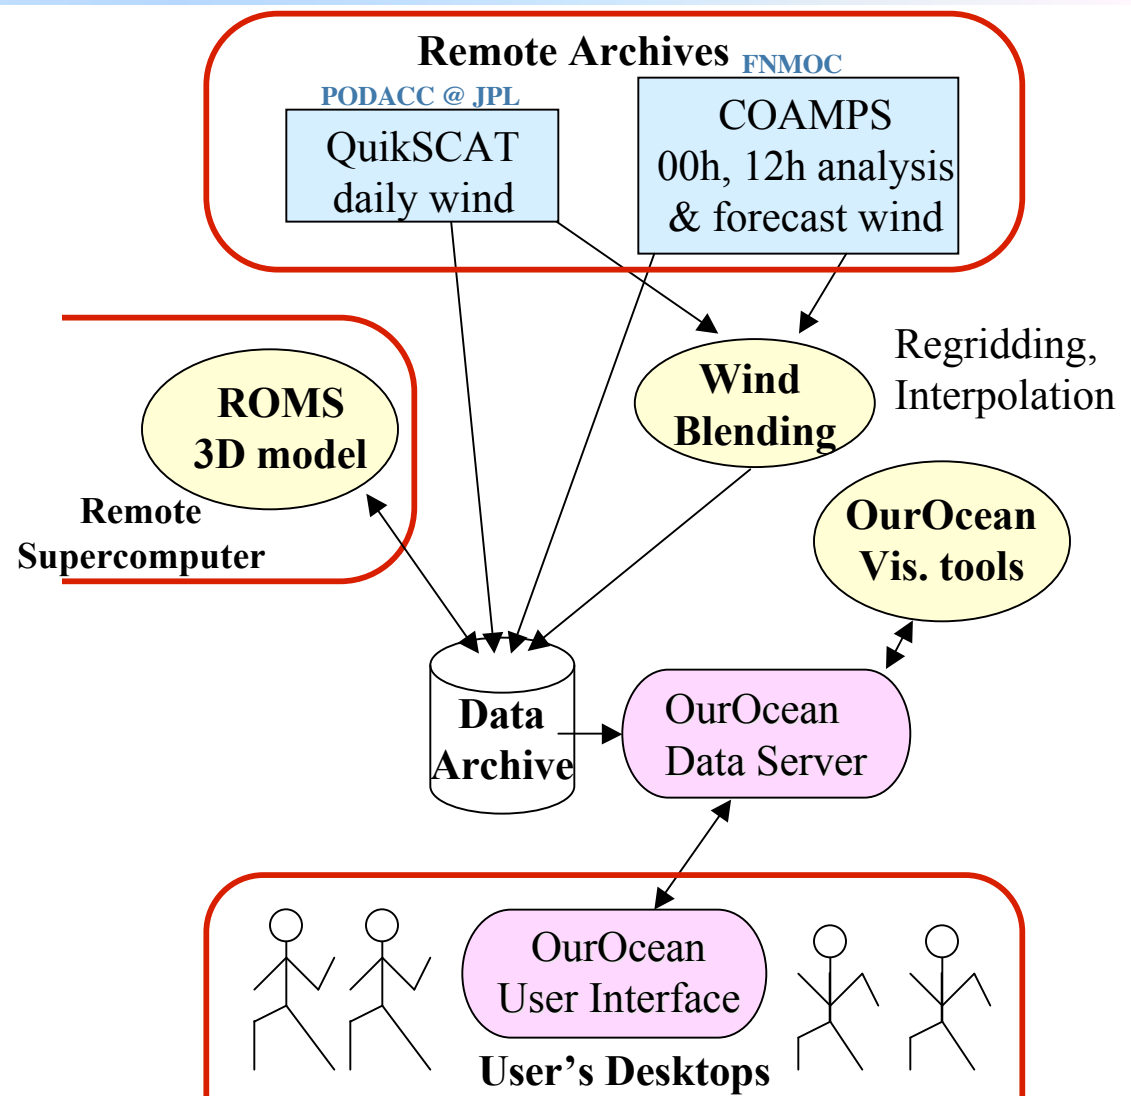 Remote Archives
FNMOC
PODACC @ JPL
QuikSCAT
daily wind
COAMPS
00h, 12h analysis
& forecast wind
Regridding,
Interpolation
Wind
Blending
ROMS
3D model
Remote
Supercomputer
OurOcean
Vis. tools
Data
Archive
OurOcean
Data Server
OurOcean
User Interface
User’s Desktops